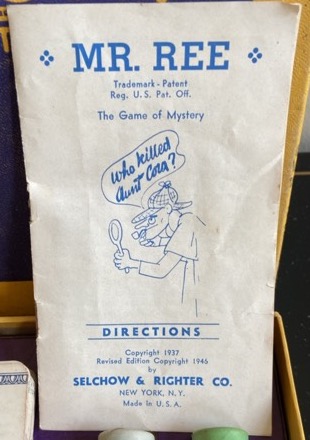 MR. REE
Trademark - Patent
Reg. U. S. Pat. Off.
The Game of Mystery
Who killed
Aunt Cora?
DIRECTIONS
Copyright 1937
Revised Edition Copyright 1946
by
SELCHOW & RIGHTER CO.
NEW YORK, N. Y.
Made in U. S. A.